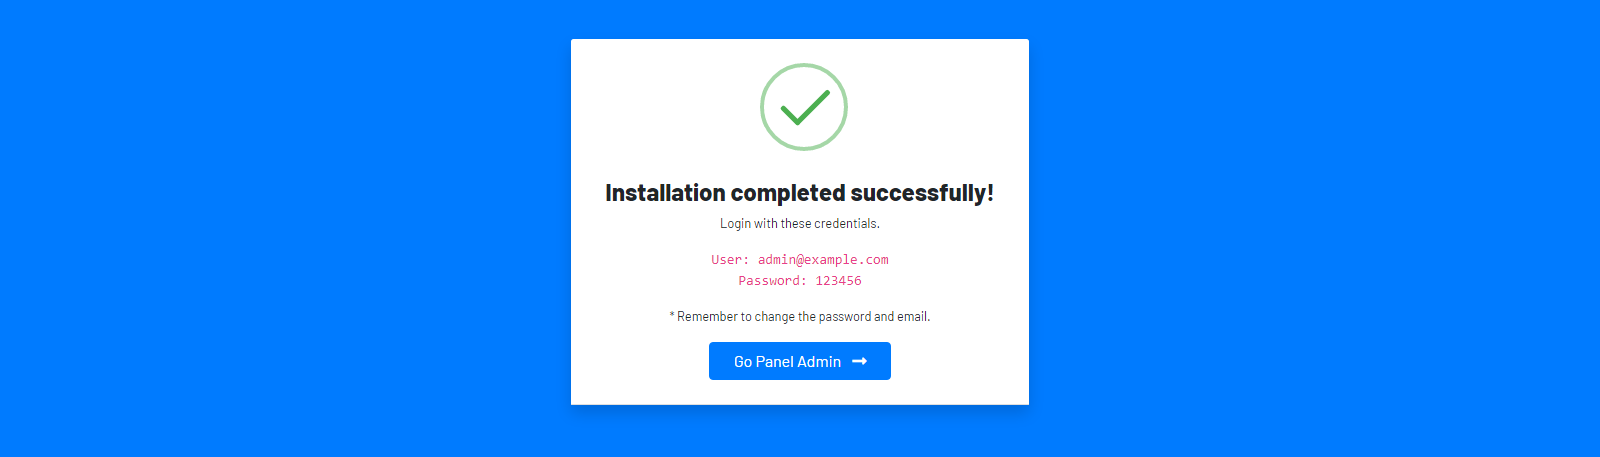 Installation completed successfully!
Login with these credentials.
User: admin@example.com
Password: 123456
* Remember to change the password and email.
Go Panel Admin